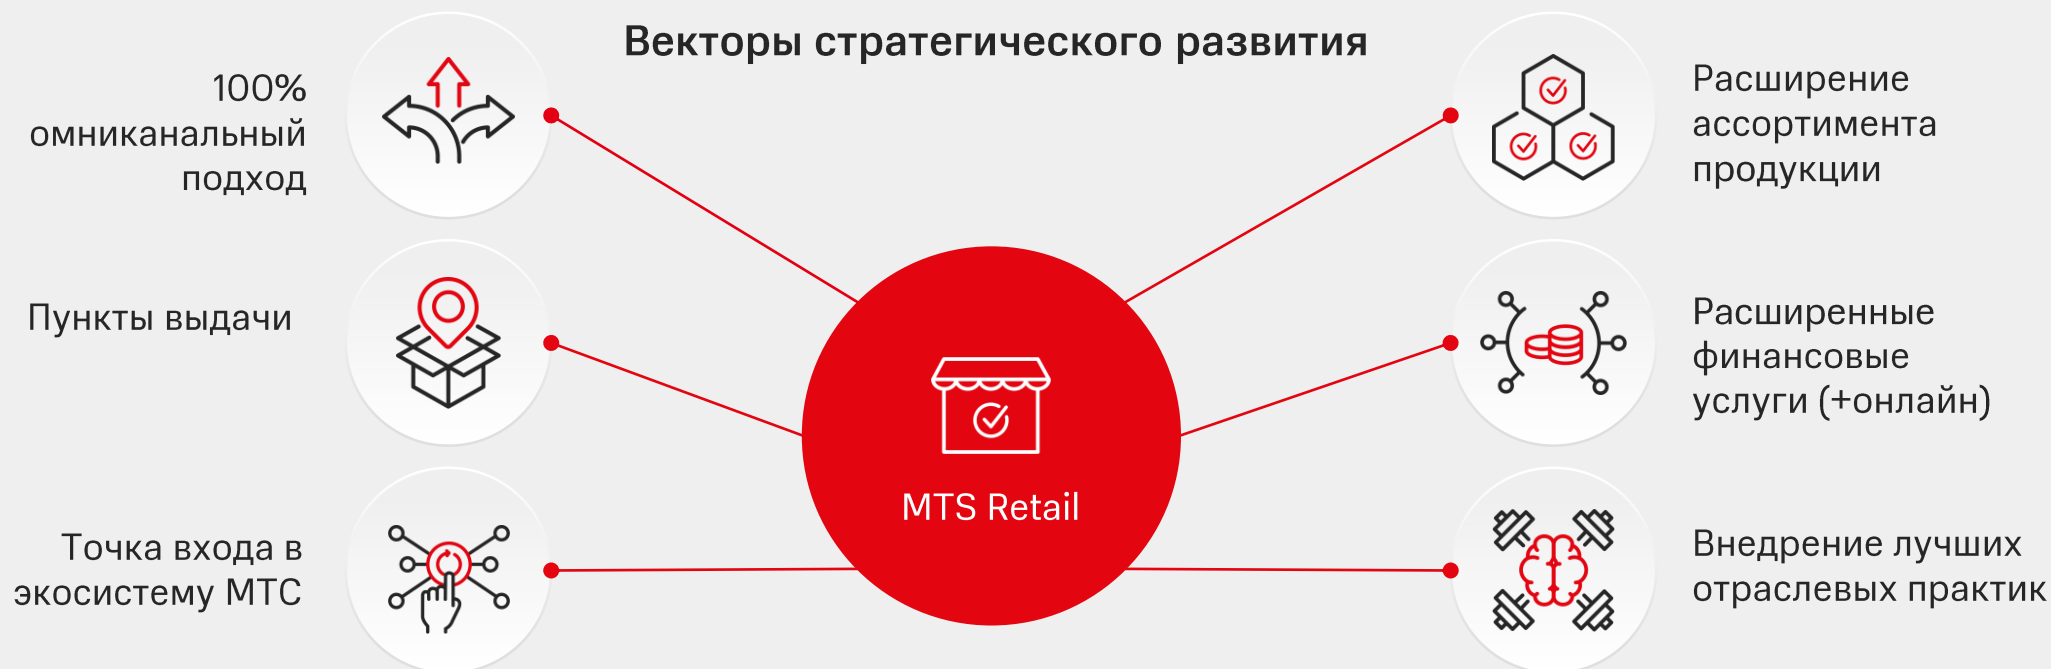 Векторы стратегического развития
100%
омниканальный
подход
Пункты выдачи
Точка входа в
экосистему МТС
MTS Retail
Расширение
ассортимента
продукции
Расширенные
финансовые
услуги (+онлайн)
Внедрение лучших
отраслевых практик